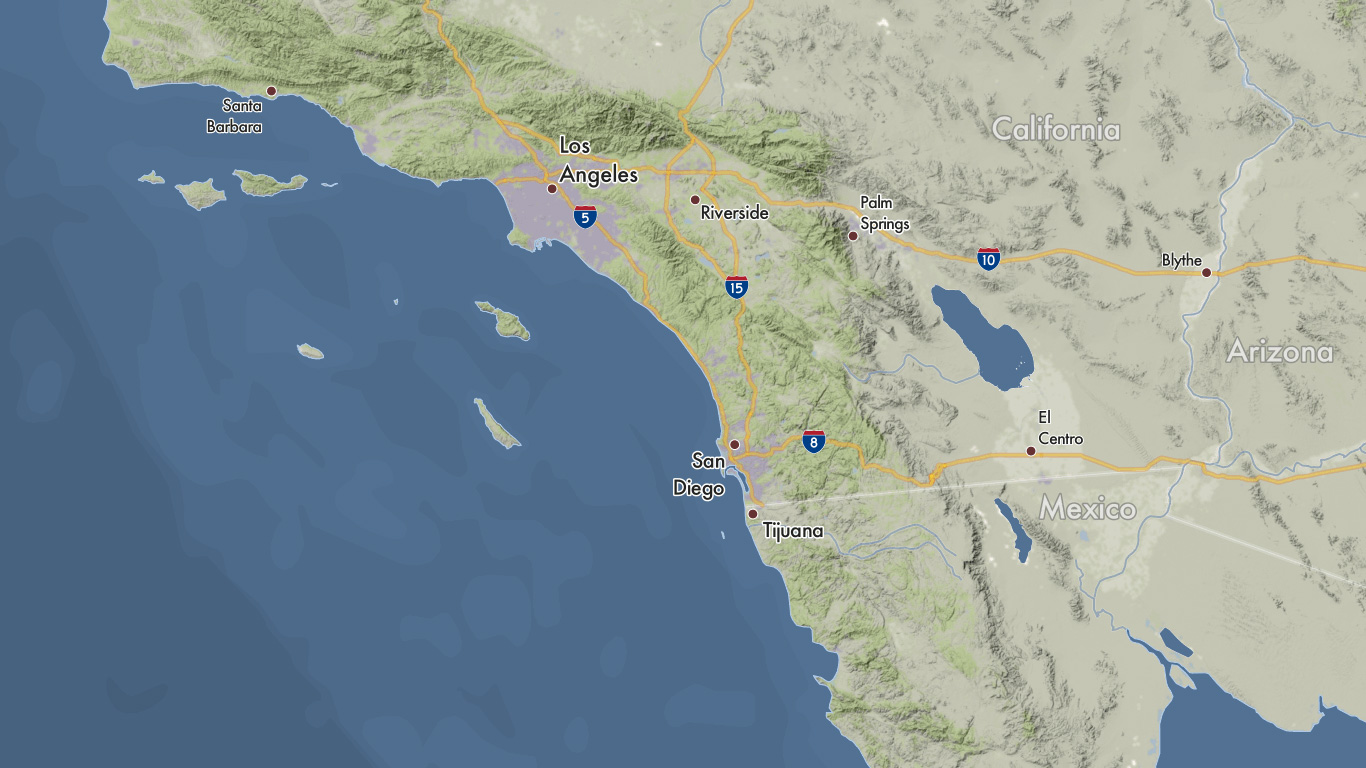 Santa
Barbara
California
Los
Angeles
5
Riverside
Palm
Springs
10
Blythe
15
Arizona
El
Centro
8
San
Diego
Mexico
Tijuana